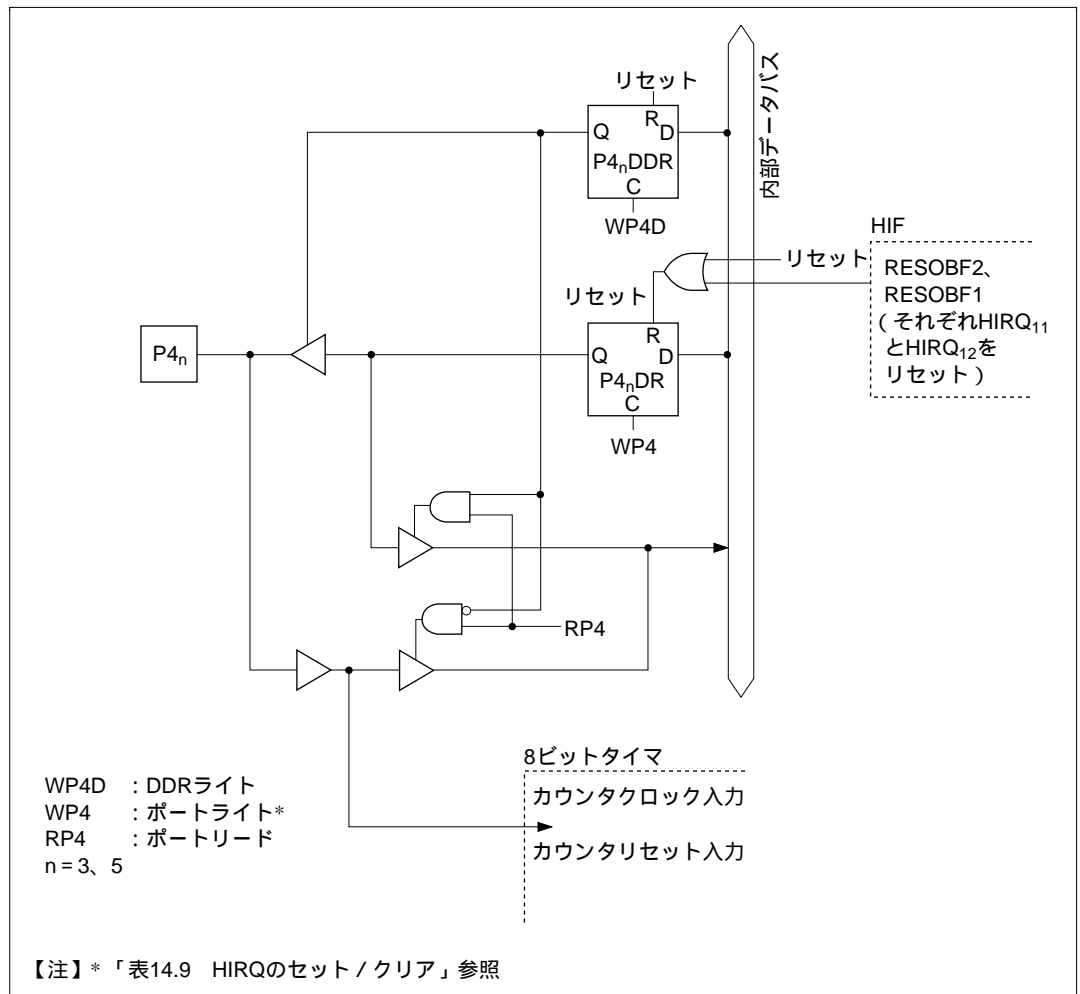 リセット
Q
R
D
P4nDDR
C
WP4D
内部データバス
HIF
リセット
RESOBF2、
RESOBF1
(それぞれHIRQ11
とHIRQ12を
リセット)
リセット
P4n
Q
R
D
P4nDR
C
WP4
RP4
8ビットタイマ
カウンタクロック入力
カウンタリセット入力
WP4D :DDRライト
WP4 :ポートライト*
RP4 :ポートリード
n = 3、5
【注】*「表14.9 HIRQのセット / クリア」参照